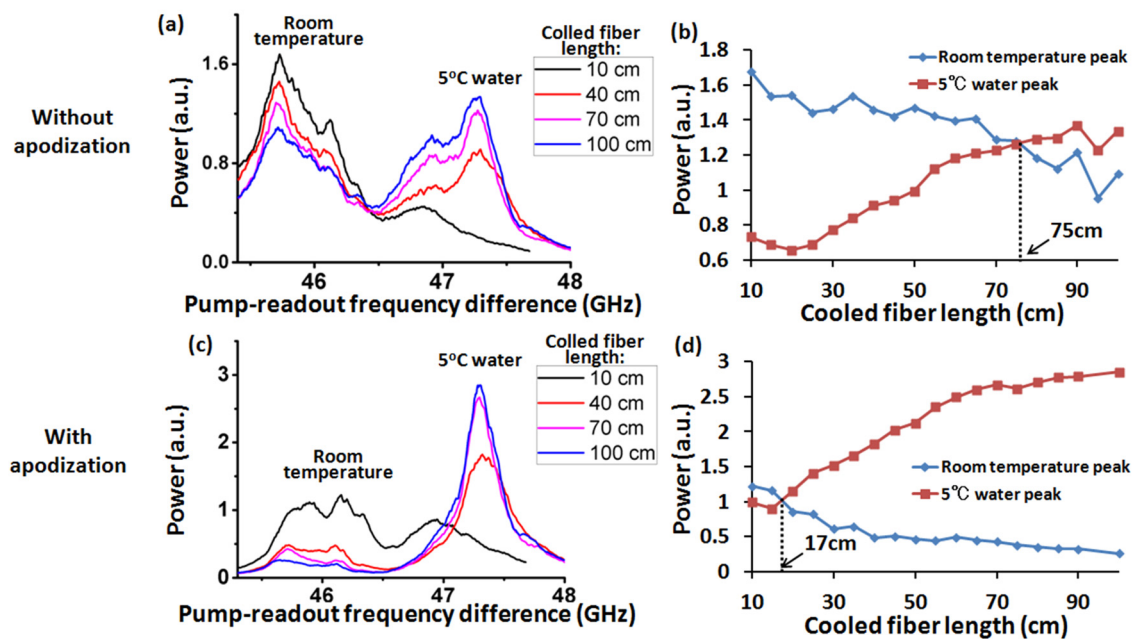 Without
apodization
(a)
Room
temperature
Colled fiber
length:
10 cm
40 cm
70 cm
100 cm
5°C water
Power (a.u.)
1.6
0.8
0.0
46
47
48
Pump-readout frequency difference (GHz)
(b)
Room temperature peak
5℃ water peak
Power (a.u.)
1.8
1.6
1.4
1.2
1
0.8
0.6
75cm
10
30
50
70
90
Cooled fiber length (cm)
With
apodization
(c)
Colled fiber
length:
10 cm
40 cm
70 cm
100 cm
5°C water
Room
temperature
Power (a.u.)
3
2
1
0
46
47
48
Pump-readout frequency difference (GHz)
(d)
Room temperature peak
5℃ water peak
Power (a.u.)
3
2.5
2
1.5
1
0.5
0
17cm
10
30
50
70
90
Cooled fiber length (cm)